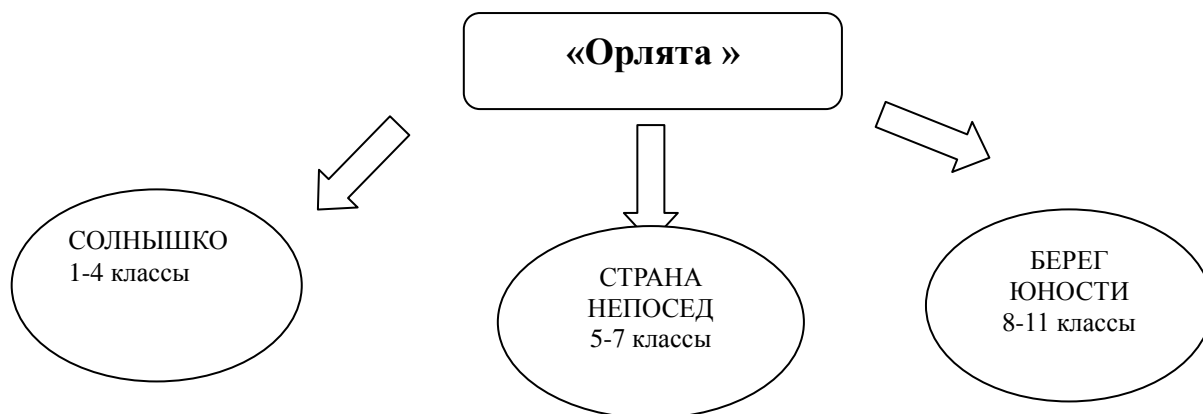 «Орлята »
СОЛНЫШКО
1-4 классы
СТРАНА
НЕПОСЕД
5-7 классы
БЕРЕГ
ЮНОСТИ
8-11 классы